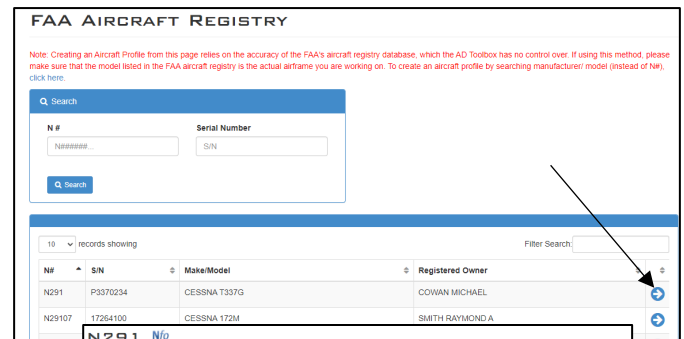 FAA AIRCRAFT REGISTRY
Note: Creating an Aircraft Profile from this page relies on the accuracy of the FAA's aircraft registry database, which the AD Toolbox has no control over. If using this method, please
make sure that the model listed in the FAA aircraft registry is the actual airframe you are working on. To create an aircraft profile by searching manufacturer/ model (instead of N#),
click here.
Search
N # Serial Number
N######... S/N
Search
10 records showing Filter Search:
N# S/N Make/Model Registered Owner
N291 P3370234 CESSNA T337G COWAN MICHAEL
N29107 17264100 CESSNA 172M SMITH RAYMOND A
N291 Nfo